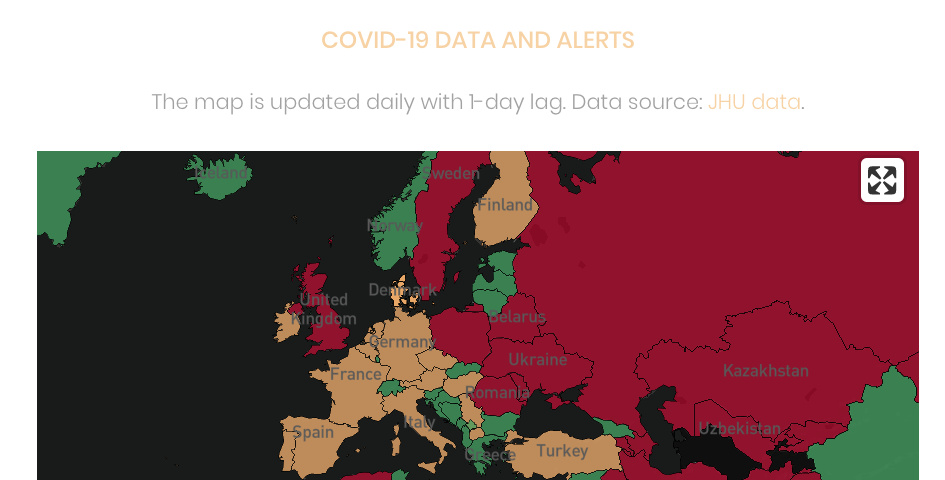 COVID-19 DATA AND ALERTS
The map is updated daily with 1-day lag. Data source: JHU data.
Iceland
Sweden
Finland
Norway
Denmark
United
Kingdom
Belarus
Germany
Ukraine
France
Kazakhstan
Romania
Italy
Uzbekistan
Spain
Greece
Turkey